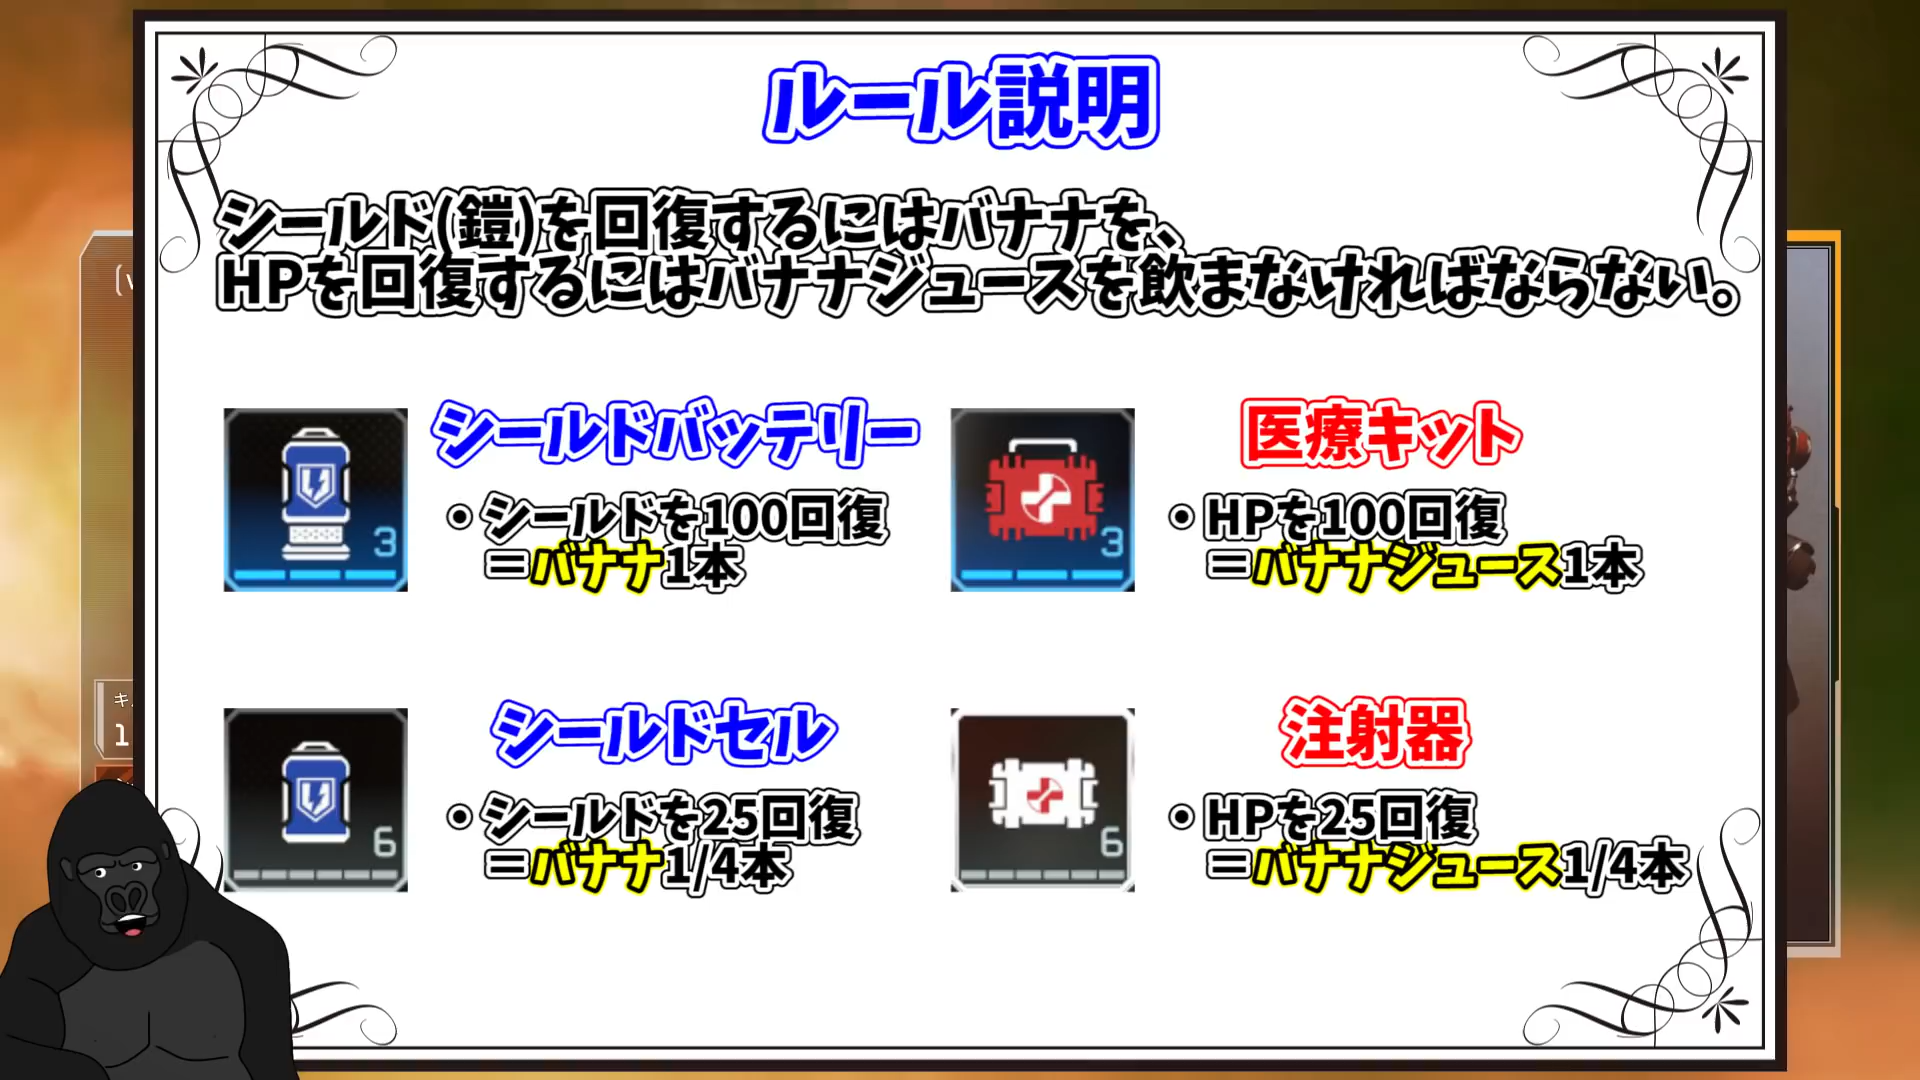 ルール説明
シールド(鎧)を回復するにはバナナを、
HPを回復するにはバナナジュースを飲まなければならない。
シールドバッテリー
・シールドを100回復
＝バナナ1本
3
医療キット
・HPを100回復
＝バナナジュース1本
3
シールドセル
・シールドを25回復
＝バナナ1/4本
6
注射器
・HPを25回復
＝バナナジュース1/4本
6
キ
1